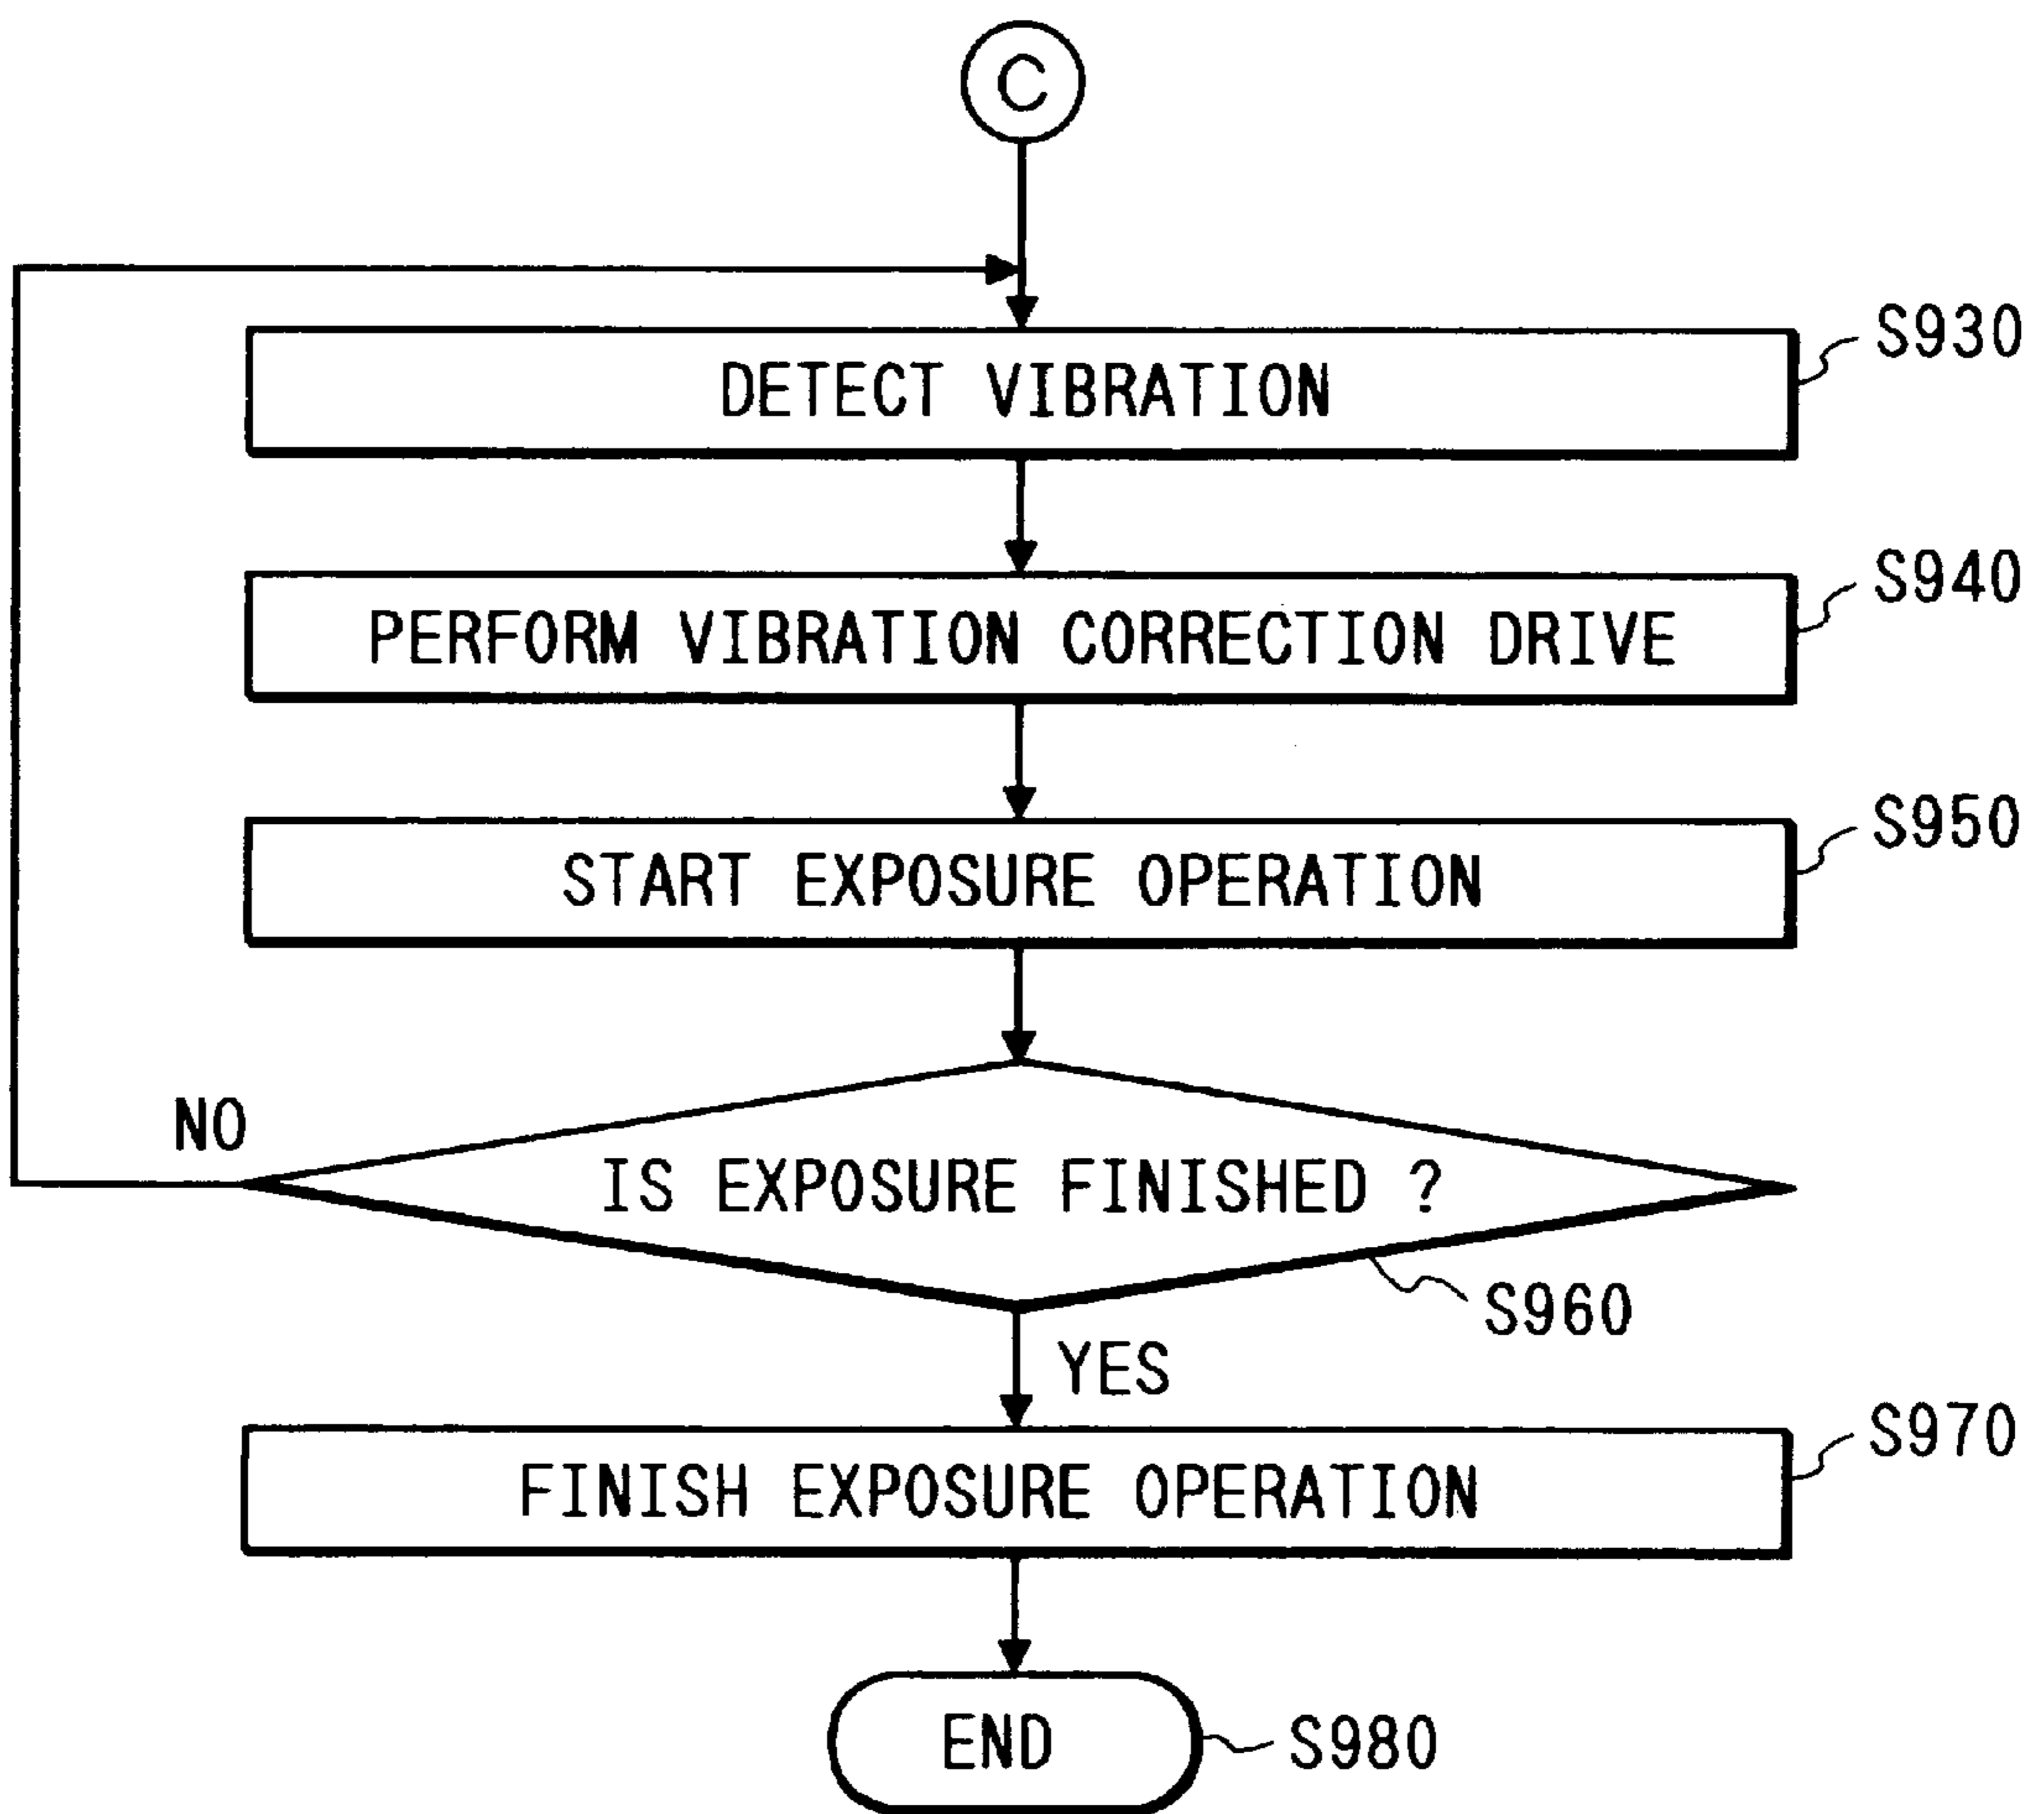 C
S930
DETECT VIBRATION
S940
PERFORM VIBRATION CORRECTION DRIVE
S950
START EXPOSURE OPERATION
NO
IS EXPOSURE FINISHED ?
S960
YES
S970
FINISH EXPOSURE OPERATION
END
S980